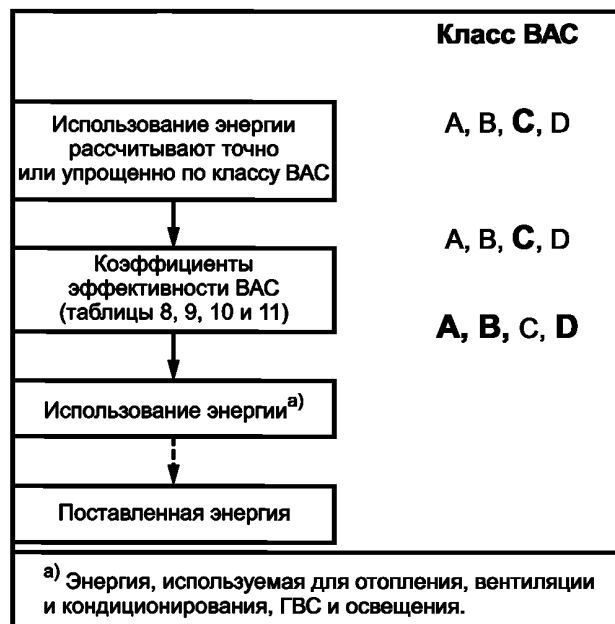 Класс ВАС
Использование энергии
рассчитывают точно
или упрощенно по классу ВАС
A, B, C, D
Коэффициенты
эффективности ВАС
(таблицы 8, 9, 10 и 11)
A, B, C, D
A, B, C, D
Использование энергии a)
Поставленная энергия
a) Энергия, используемая для отопления, вентиляции
и кондиционирования, ГВС и освещения.